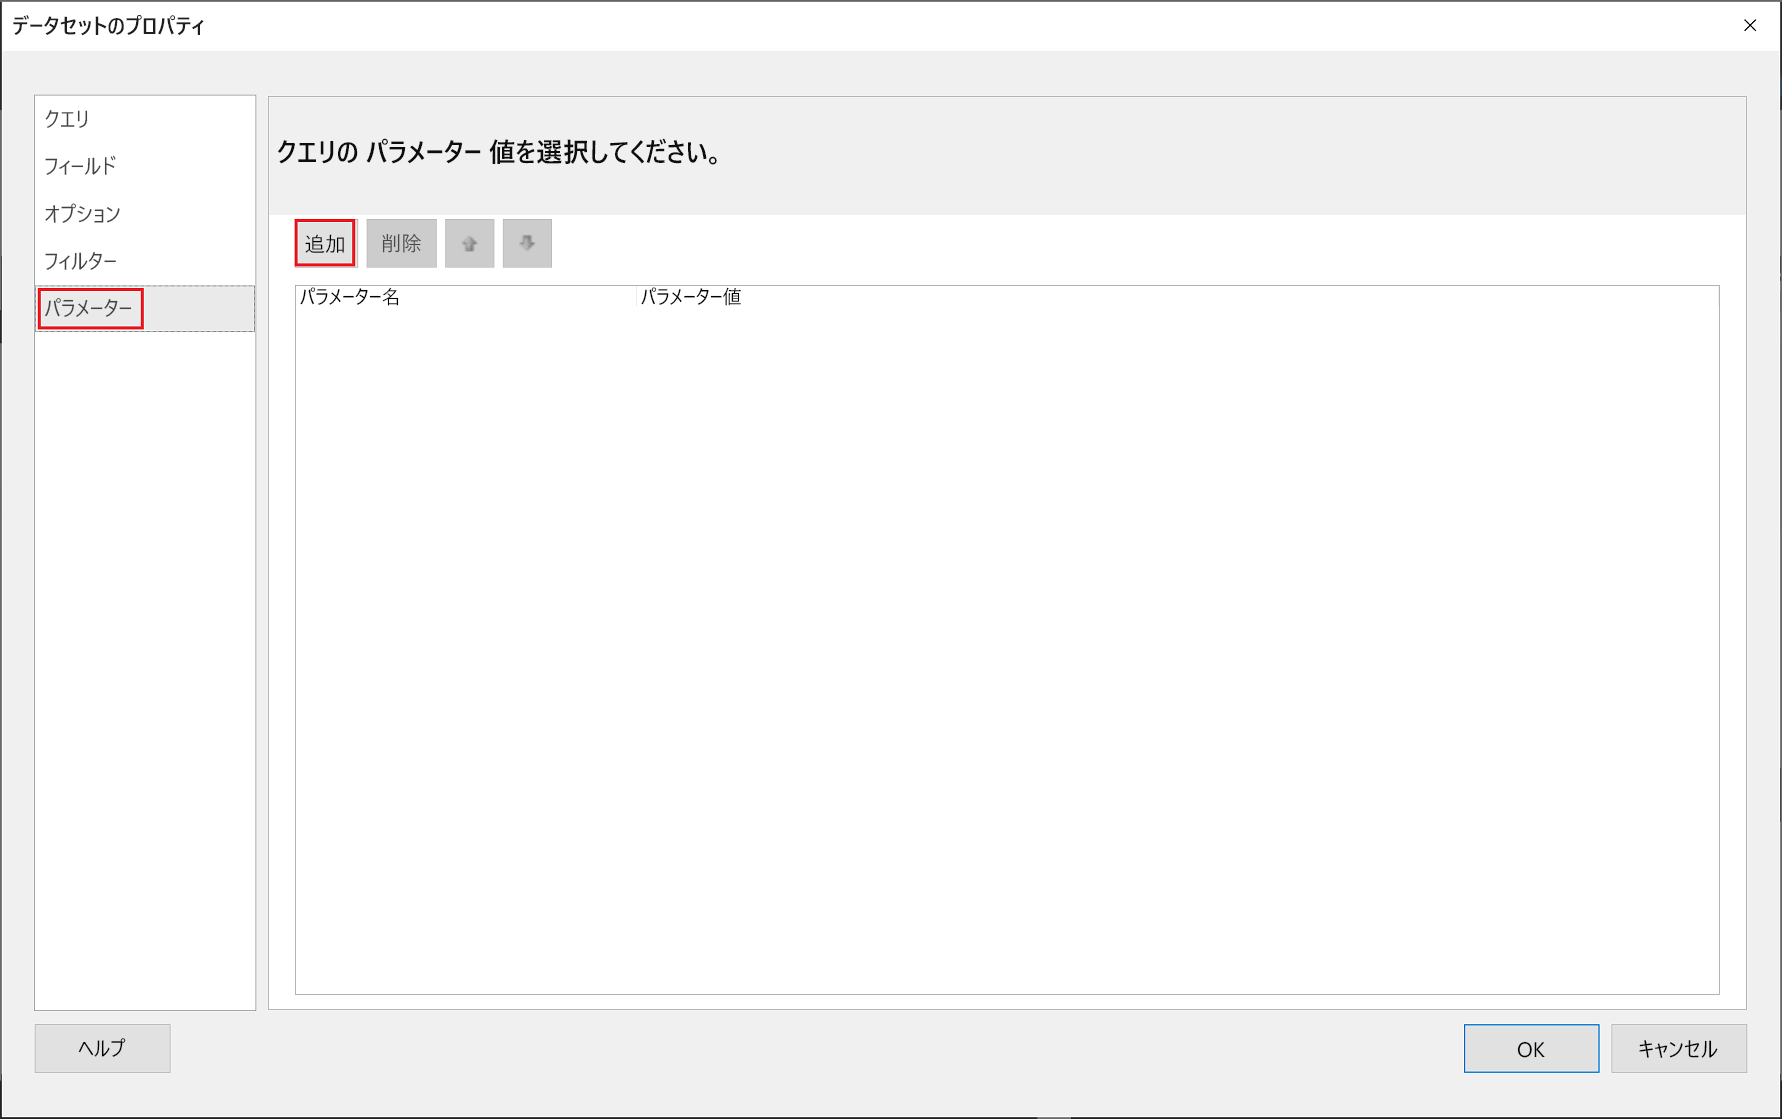 データセットのプロパティ
クエリ
フィールド
オプション
フィルター
パラメーター
クエリの パラメーター 値を選択してください。
追加
削除
パラメーター名
パラメーター値
ヘルプ
OK
キャンセル